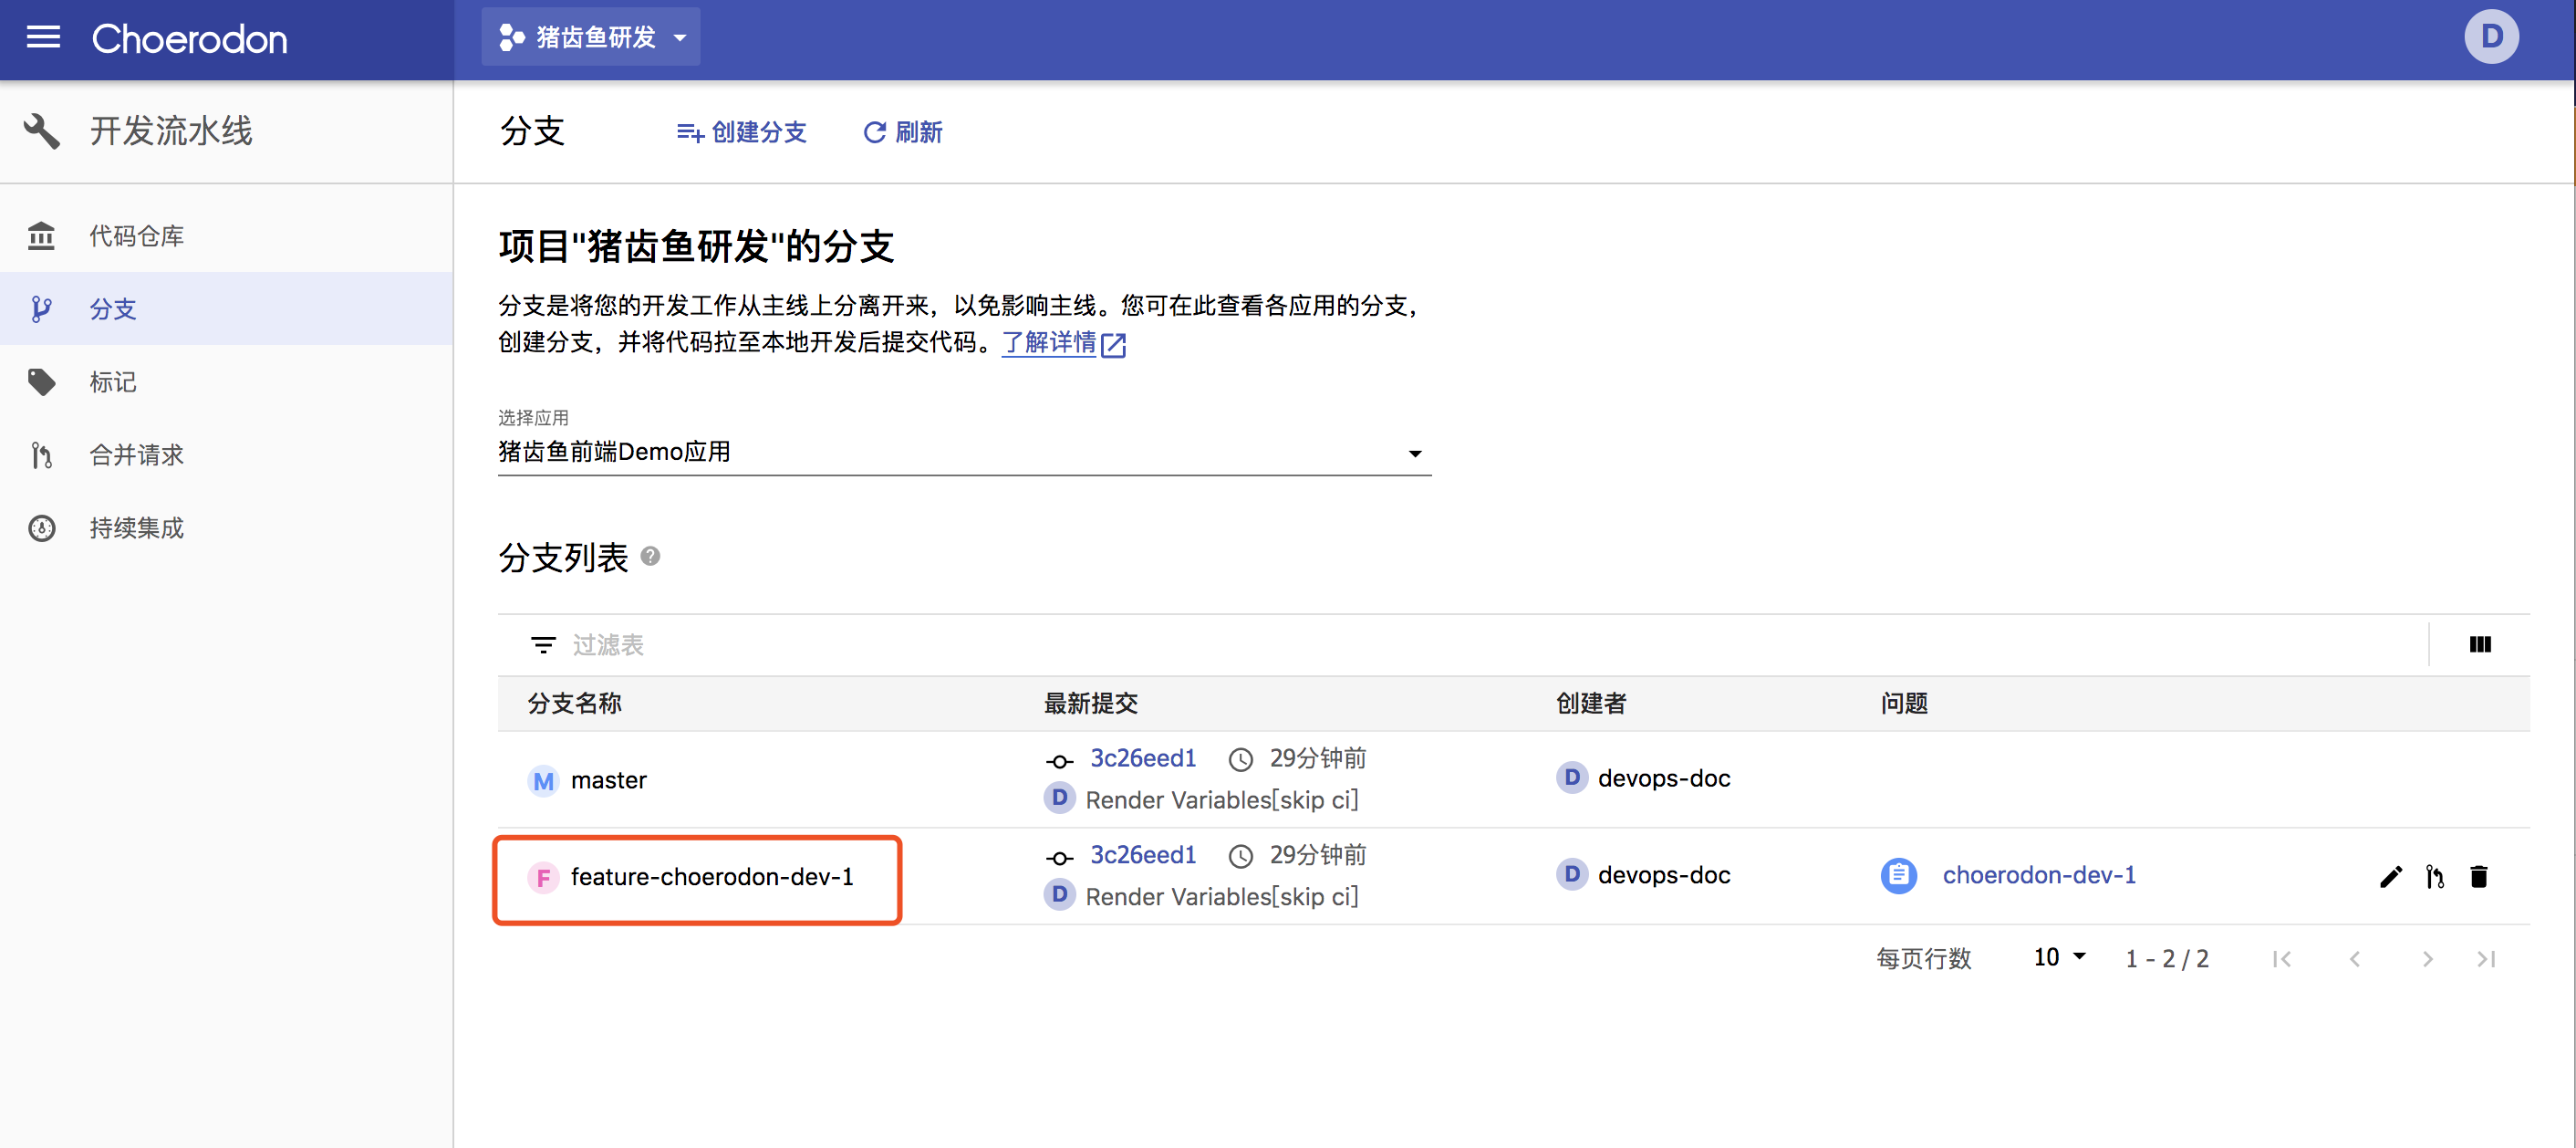 Choerodon
猪齿鱼研发
D
开发流水线
分支
创建分支
刷新
代码仓库
分支
标记
合并请求
持续集成
项目"猪齿鱼研发"的分支
分支是将您的开发工作从主线上分离开来，以免影响主线。您可在此查看各应用的分支，
创建分支，并将代码拉至本地开发后提交代码。了解详情
选择应用
猪齿鱼前端Demo应用
分支列表 ?
过滤表
分支名称 最新提交 创建者 问题
M master 3c26eed1 29分钟前 D devops-doc
D Render Variables[skip ci]
F feature-choerodon-dev-1 3c26eed1 29分钟前 D devops-doc choerodon-dev-1
D Render Variables[skip ci]
每页行数 10 1 - 2 / 2